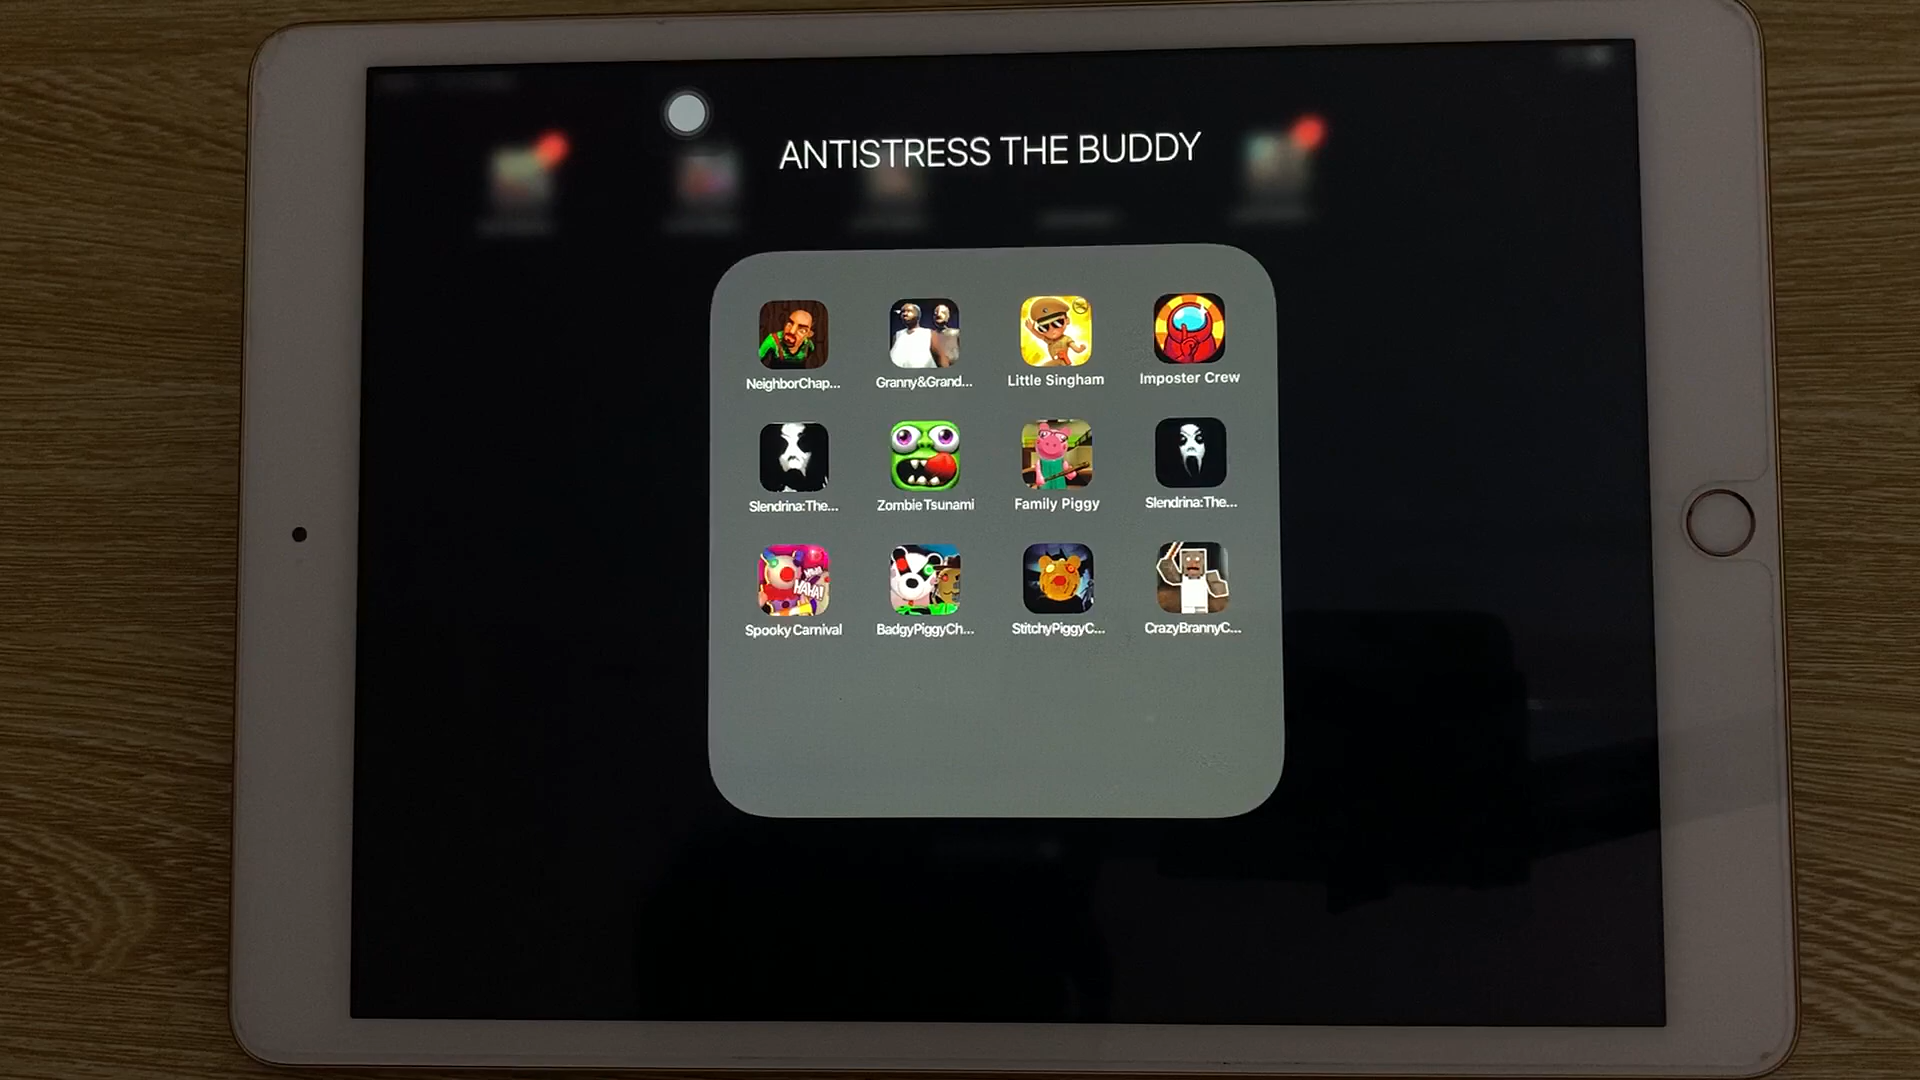 ANTISTRESS THE BUDDY
NeighborChap...
Granny&Grand...
Little Singham
Imposter Crew
Slendrina:The...
Zombie Tsunami
Family Piggy
Slendrina:The...
HAHA!
Spooky Carnival
BadgyPiggyCh...
StitchyPiggyC...
CrazyBrannyC...